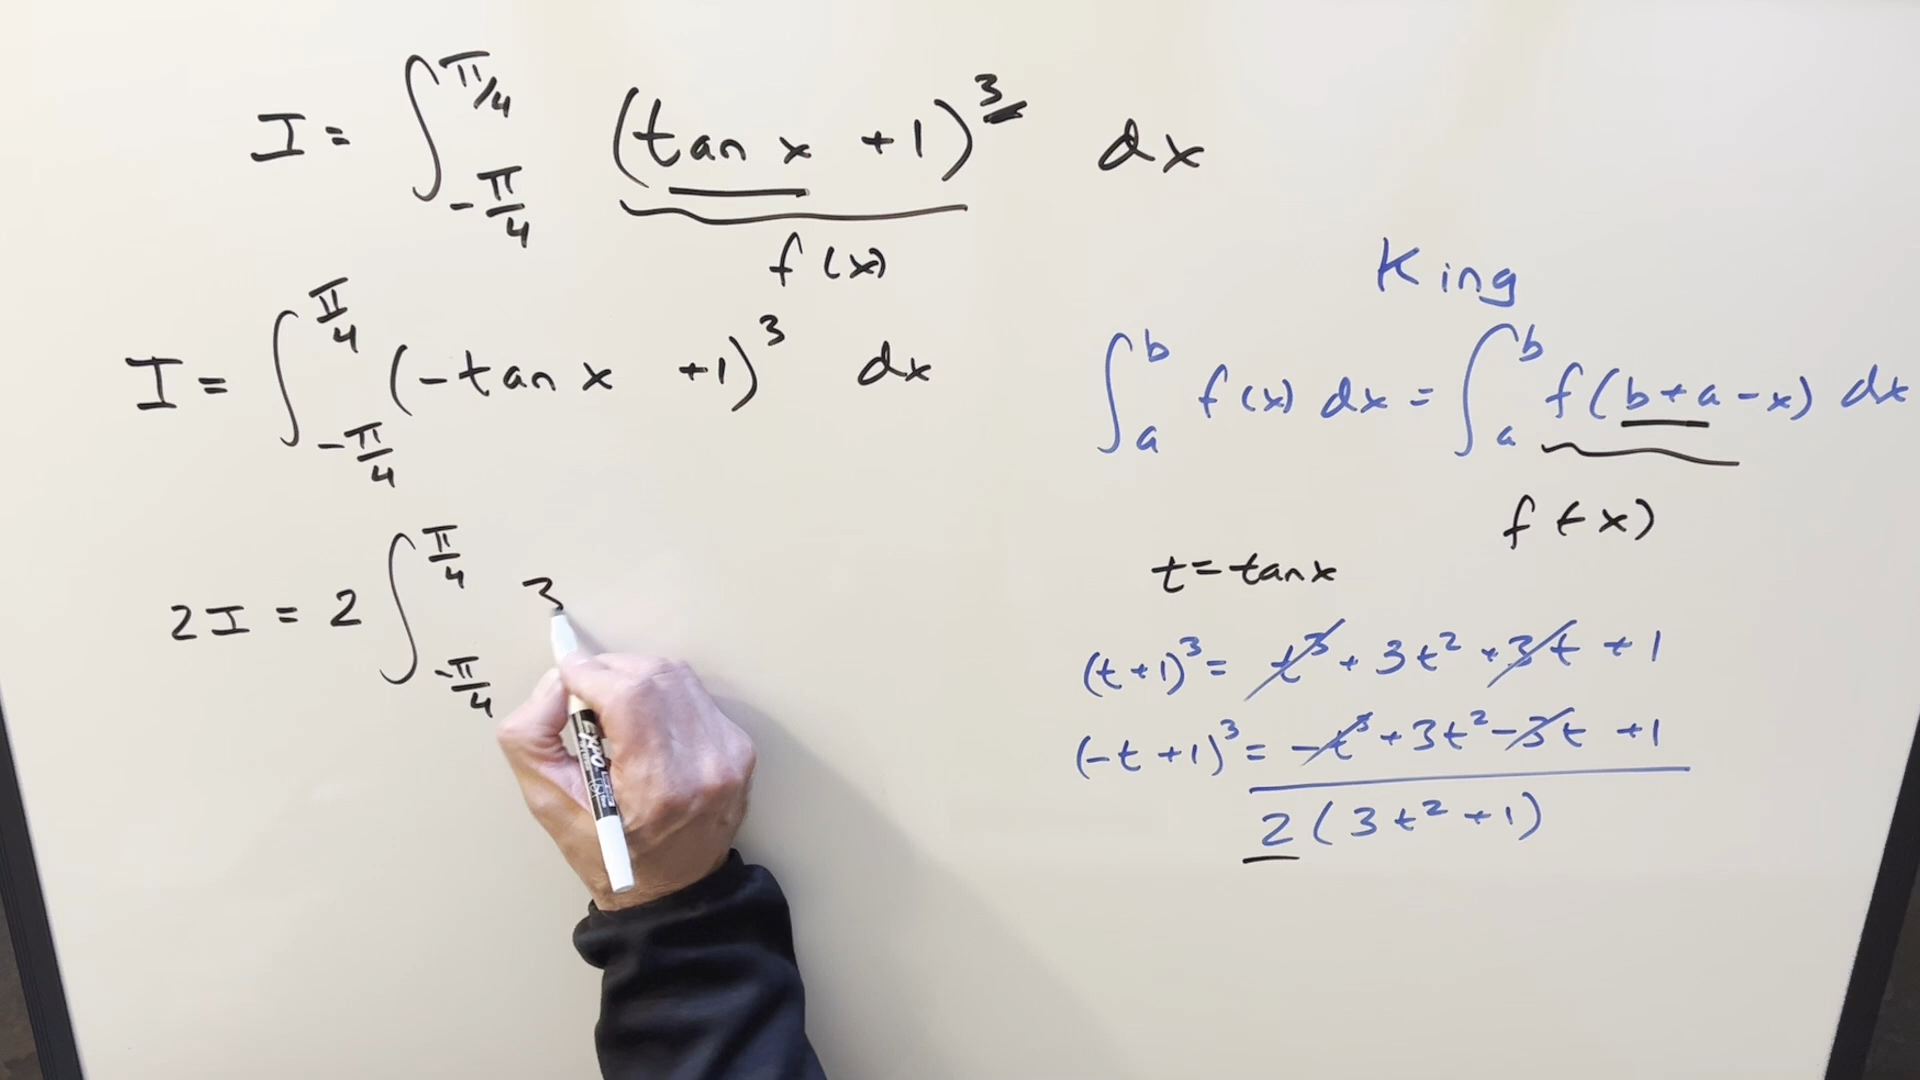 I = ∫_{-π/4}^{π/4} (tan x + 1)^3 dx
f(x)
I = ∫_{-π/4}^{π/4} (-tan x + 1)^3 dx
2I = 2 ∫_{-π/4}^{π/4} 3
EXPO
King
∫_a^b f(x) dx = ∫_a^b f(b+a-x) dx
f(-x)
t = tan x
(t+1)^3 = t^3 + 3t^2 + 3t + 1
(-t+1)^3 = -t^3 + 3t^2 - 3t + 1
2(3t^2 + 1)